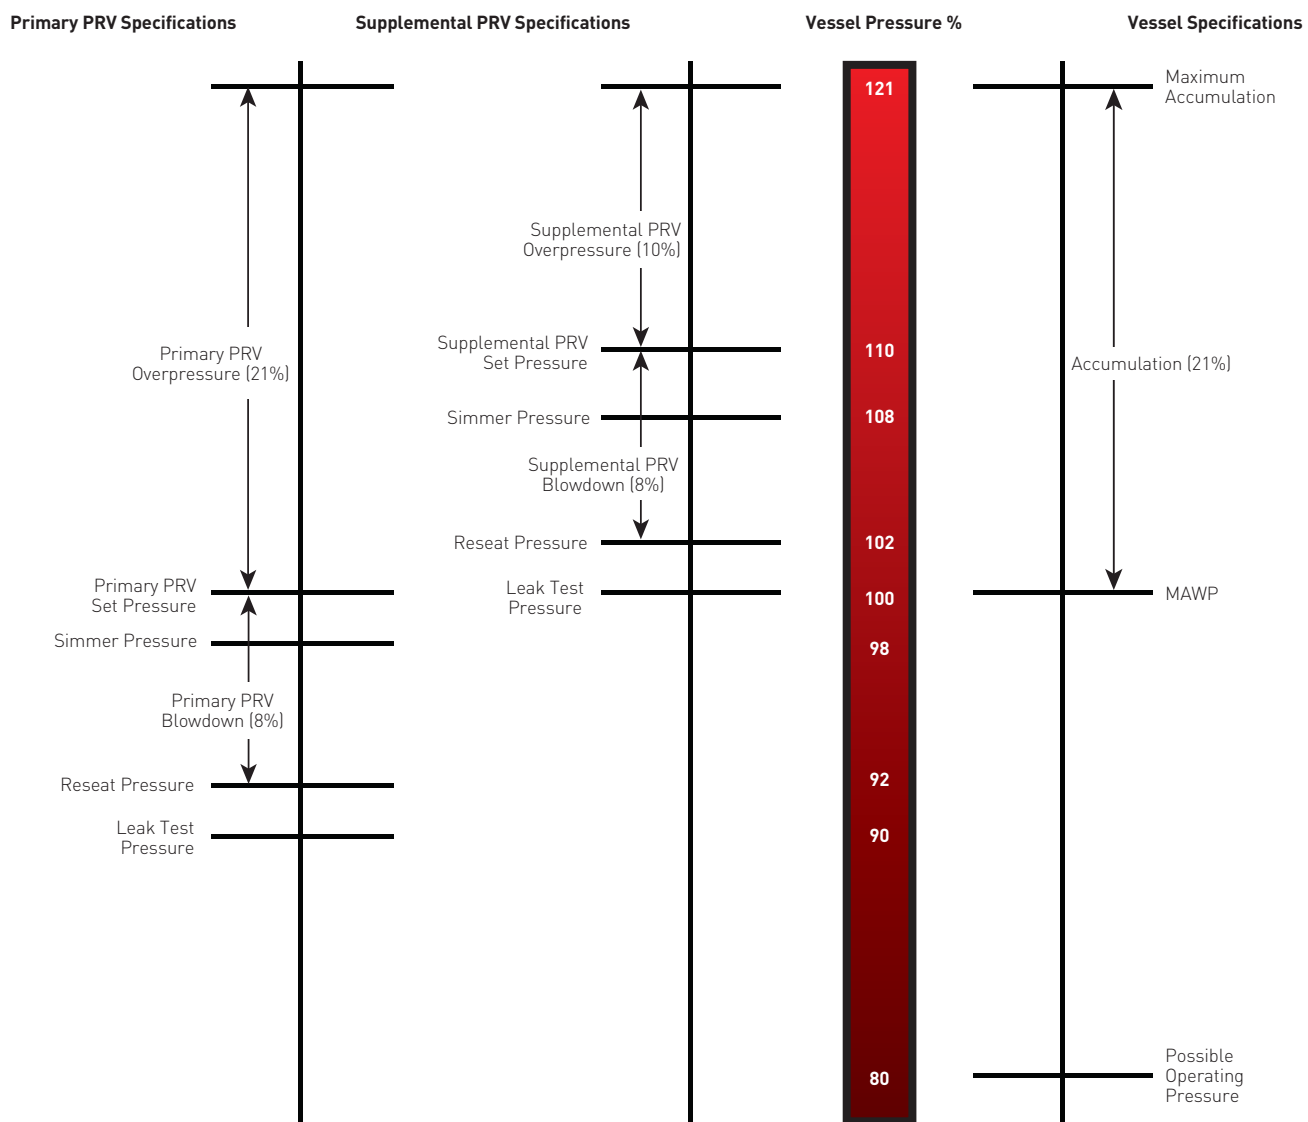 Primary PRV Specifications
Supplemental PRV Specifications
Vessel Pressure %
Vessel Specifications
Primary PRV
Overpressure (21%)
Primary PRV
Set Pressure
Simmer Pressure
Primary PRV
Blowdown (8%)
Reseat Pressure
Leak Test
Pressure
Supplemental PRV
Overpressure (10%)
Supplemental PRV
Set Pressure
Simmer Pressure
Supplemental PRV
Blowdown (8%)
Reseat Pressure
Leak Test
Pressure
121
110
108
102
100
98
92
90
80
Maximum
Accumulation
Accumulation (21%)
MAWP
Possible
Operating
Pressure